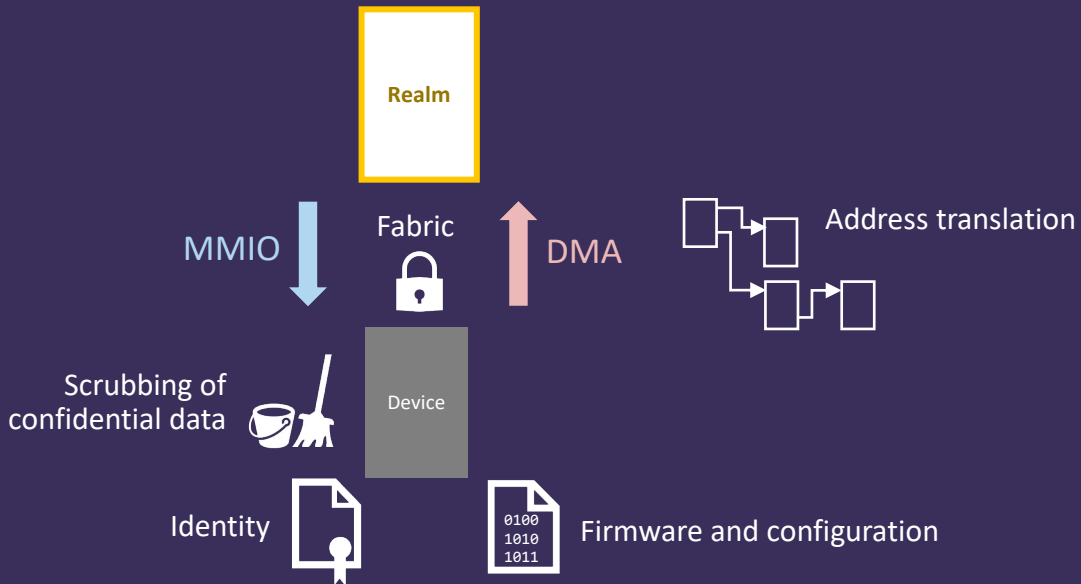 Realm
Fabric
MMIO
DMA
Address translation
Scrubbing of
confidential data
Device
Identity
0100
1010
1011
Firmware and configuration